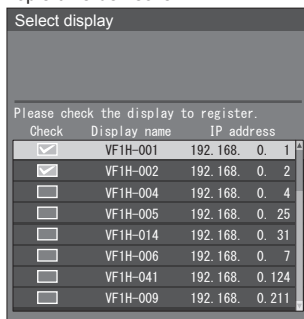 Select display
Please check the display to register.
Check Display name IP address
VF1H-001 192.168. 0. 1
VF1H-002 192.168. 0. 2
VF1H-004 192.168. 0. 4
VF1H-005 192.168. 0. 25
VF1H-014 192.168. 0. 31
VF1H-006 192.168. 0. 7
VF1H-041 192.168. 0.124
VF1H-009 192.168. 0.211